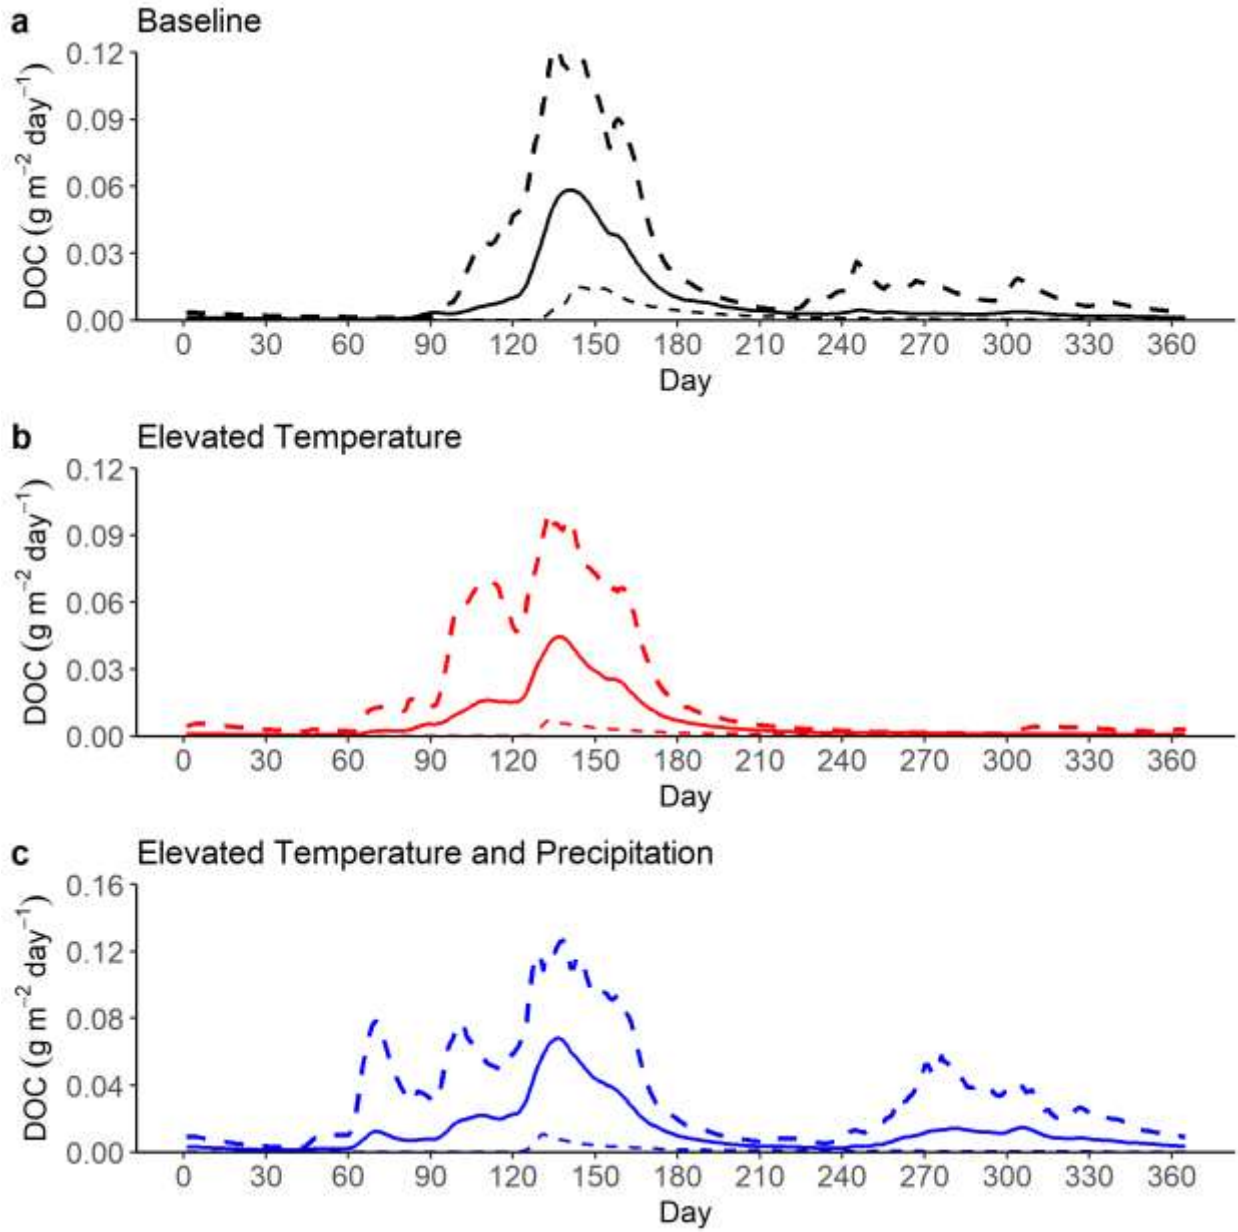 a Baseline
0.12
0.09
0.06
0.03
0.00
DOC (g m⁻² day⁻¹)
0 30 60 90 120 150 180 210 240 270 300 330 360
Day
b Elevated Temperature
0.12
0.09
0.06
0.03
0.00
DOC (g m⁻² day⁻¹)
0 30 60 90 120 150 180 210 240 270 300 330 360
Day
c Elevated Temperature and Precipitation
0.16
0.12
0.08
0.04
0.00
DOC (g m⁻² day⁻¹)
0 30 60 90 120 150 180 210 240 270 300 330 360
Day